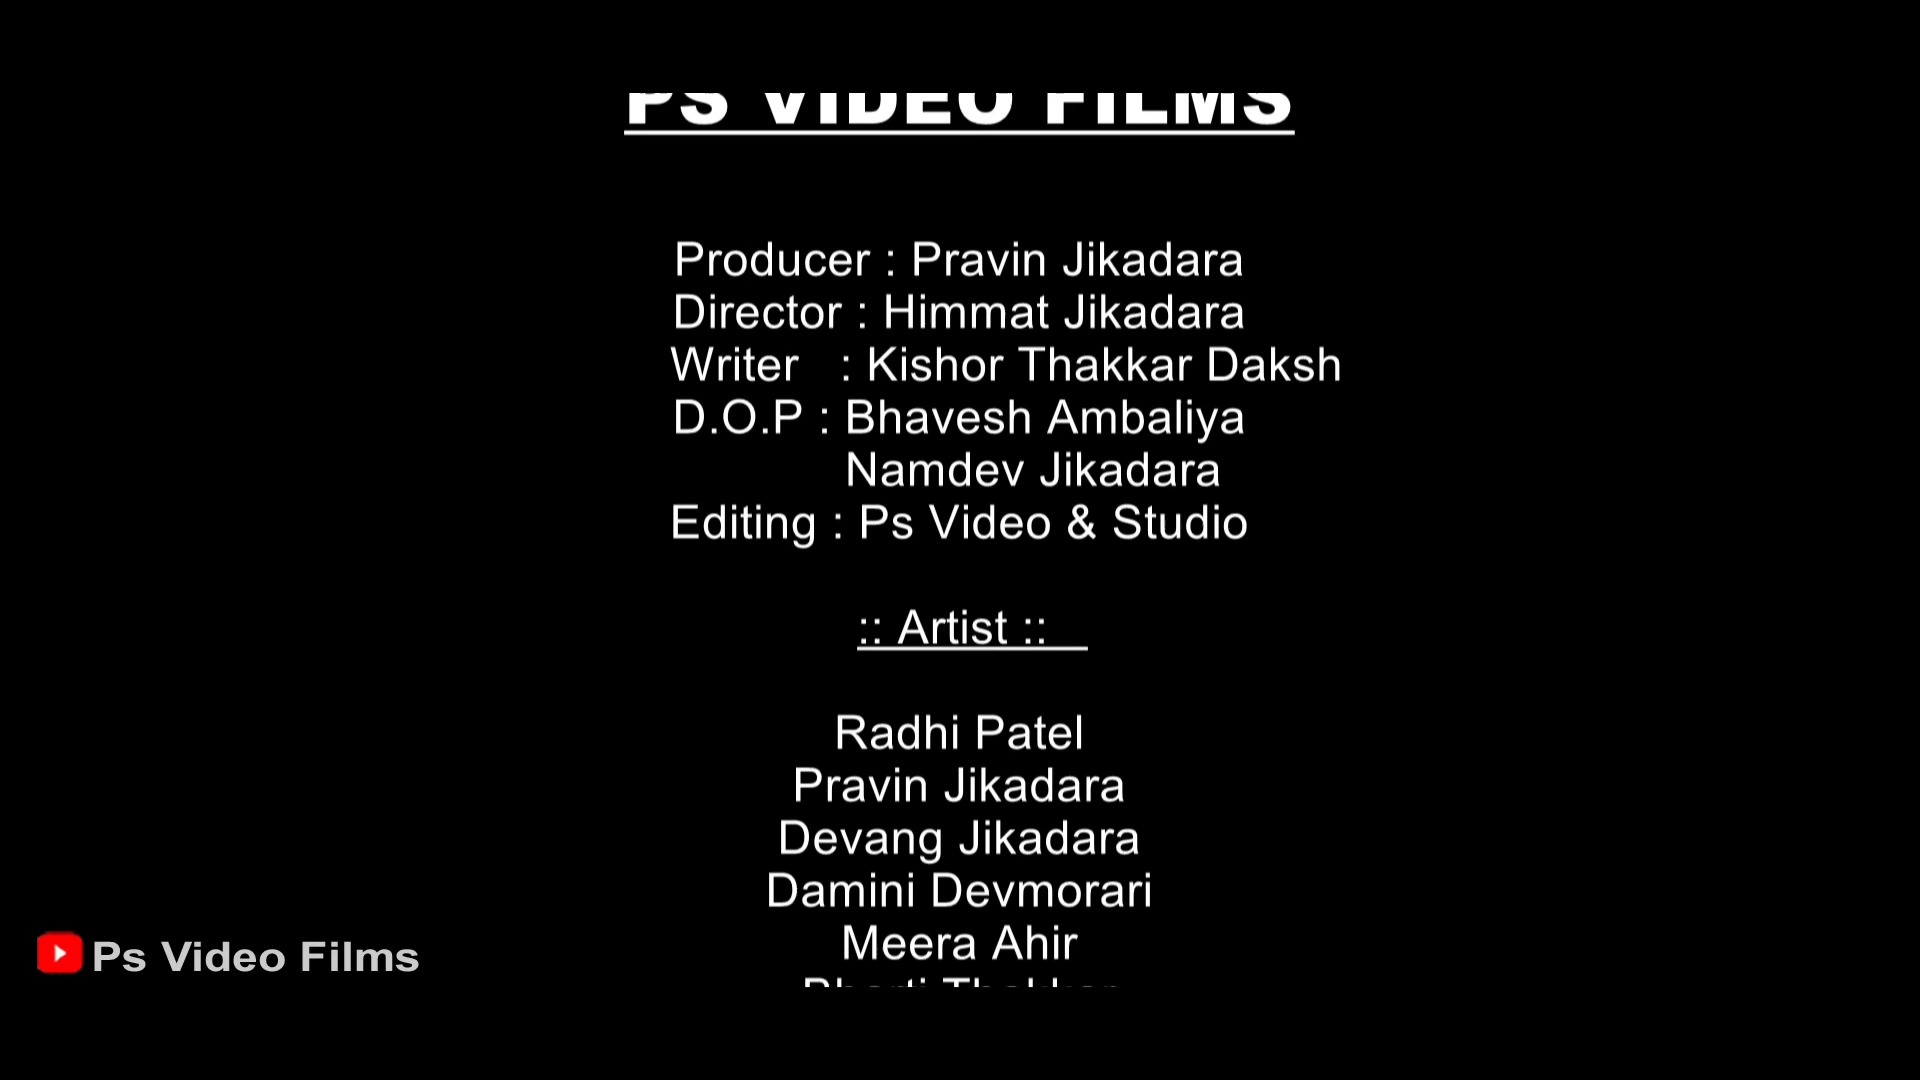 PS VIDEO FILMS
Producer : Pravin Jikadara
Director : Himmat Jikadara
Writer : Kishor Thakkar Daksh
D.O.P : Bhavesh Ambaliya
Namdev Jikadara
Editing : Ps Video & Studio
:: Artist ::
Radhi Patel
Pravin Jikadara
Devang Jikadara
Damini Devmorari
Meera Ahir
Ps Video Films